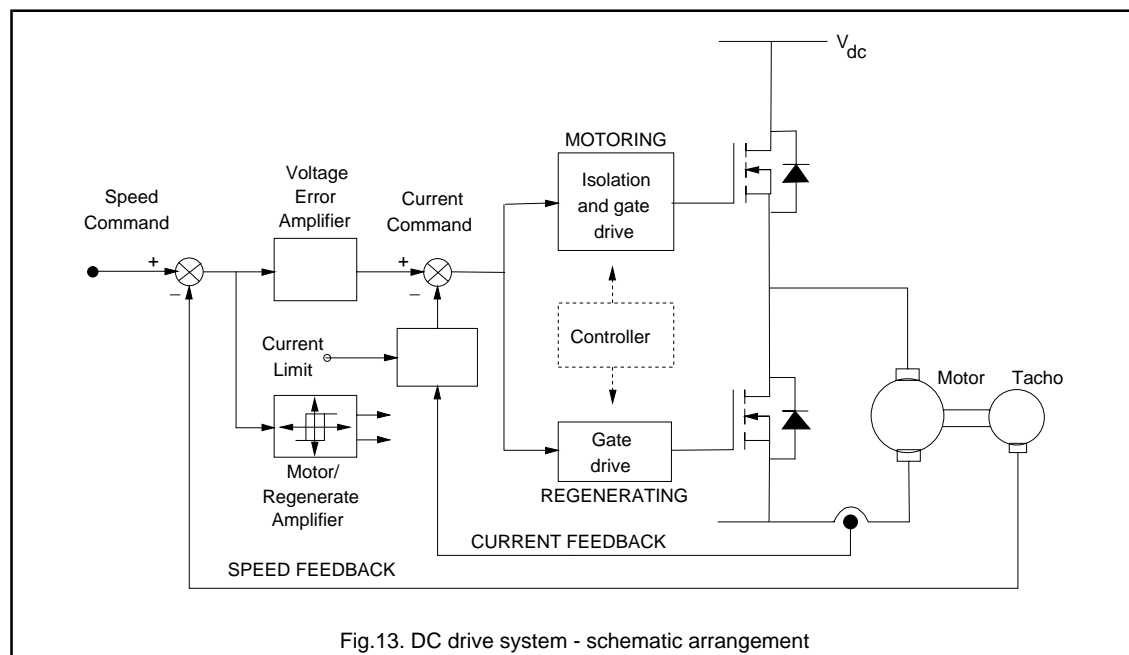 V
dc
MOTORING
Isolation
and gate
drive
Voltage
Error
Amplifier
Speed
Command
Current
Command
+
–
+
–
Controller
Current
Limit
Motor
Tacho
Gate
drive
REGENERATING
Motor/
Regenerate
Amplifier
CURRENT FEEDBACK
SPEED FEEDBACK
Fig.13. DC drive system - schematic arrangement